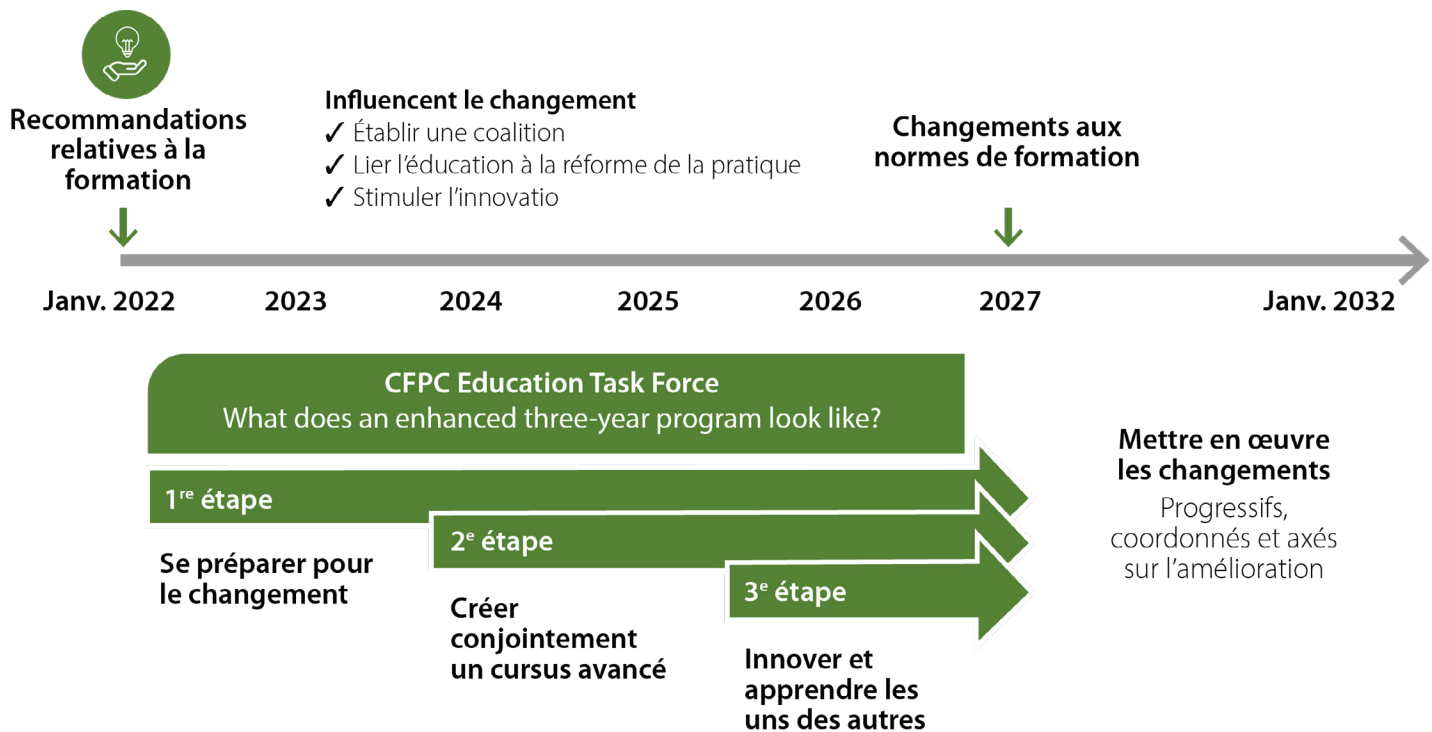 Recommandations
relatives à la
formation
Influencent le changement
✓ Établir une coalition
✓ Lier l’éducation à la réforme de la pratique
✓ Stimuler l’innovatio
Changements aux
normes de formation
Janv. 2022
2023
2024
2025
2026
2027
Janv. 2032
CFPC Education Task Force
What does an enhanced three-year program look like?
1re étape
Se préparer pour
le changement
2e étape
Créer
conjointement
un cursus avancé
3e étape
Innover et
apprendre les
uns des autres
Mettre en œuvre
les changements
Progressifs,
coordonnés et axés
sur l’amélioration